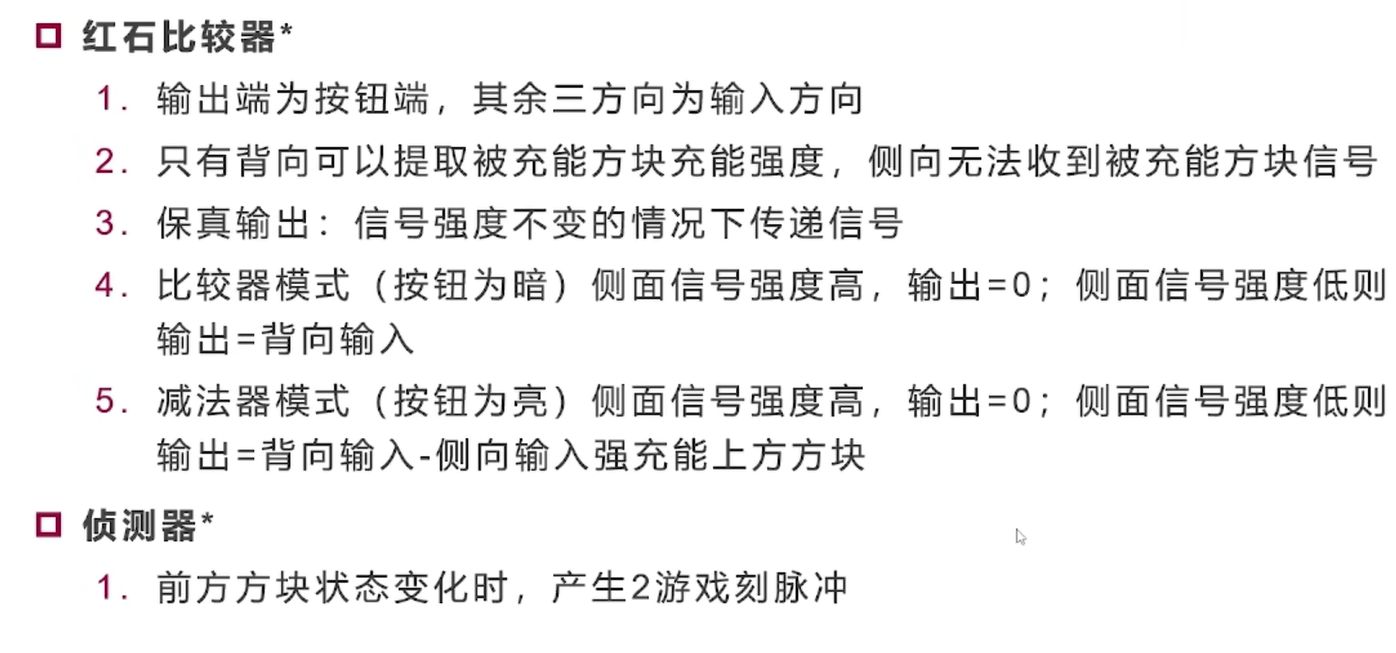 红石比较器*
1. 输出端为按钮端，其余三方向为输入方向
2. 只有背向可以提取被充能方块充能强度，侧向无法收到被充能方块信号
3. 保真输出：信号强度不变的情况下传递信号
4. 比较器模式（按钮为暗）侧面信号强度高，输出=0；侧面信号强度低则
输出=背向输入
5. 减法器模式（按钮为亮）侧面信号强度高，输出=0；侧面信号强度低则
输出=背向输入-侧向输入强充能上方方块
侦测器*
1. 前方方块状态变化时，产生2游戏刻脉冲